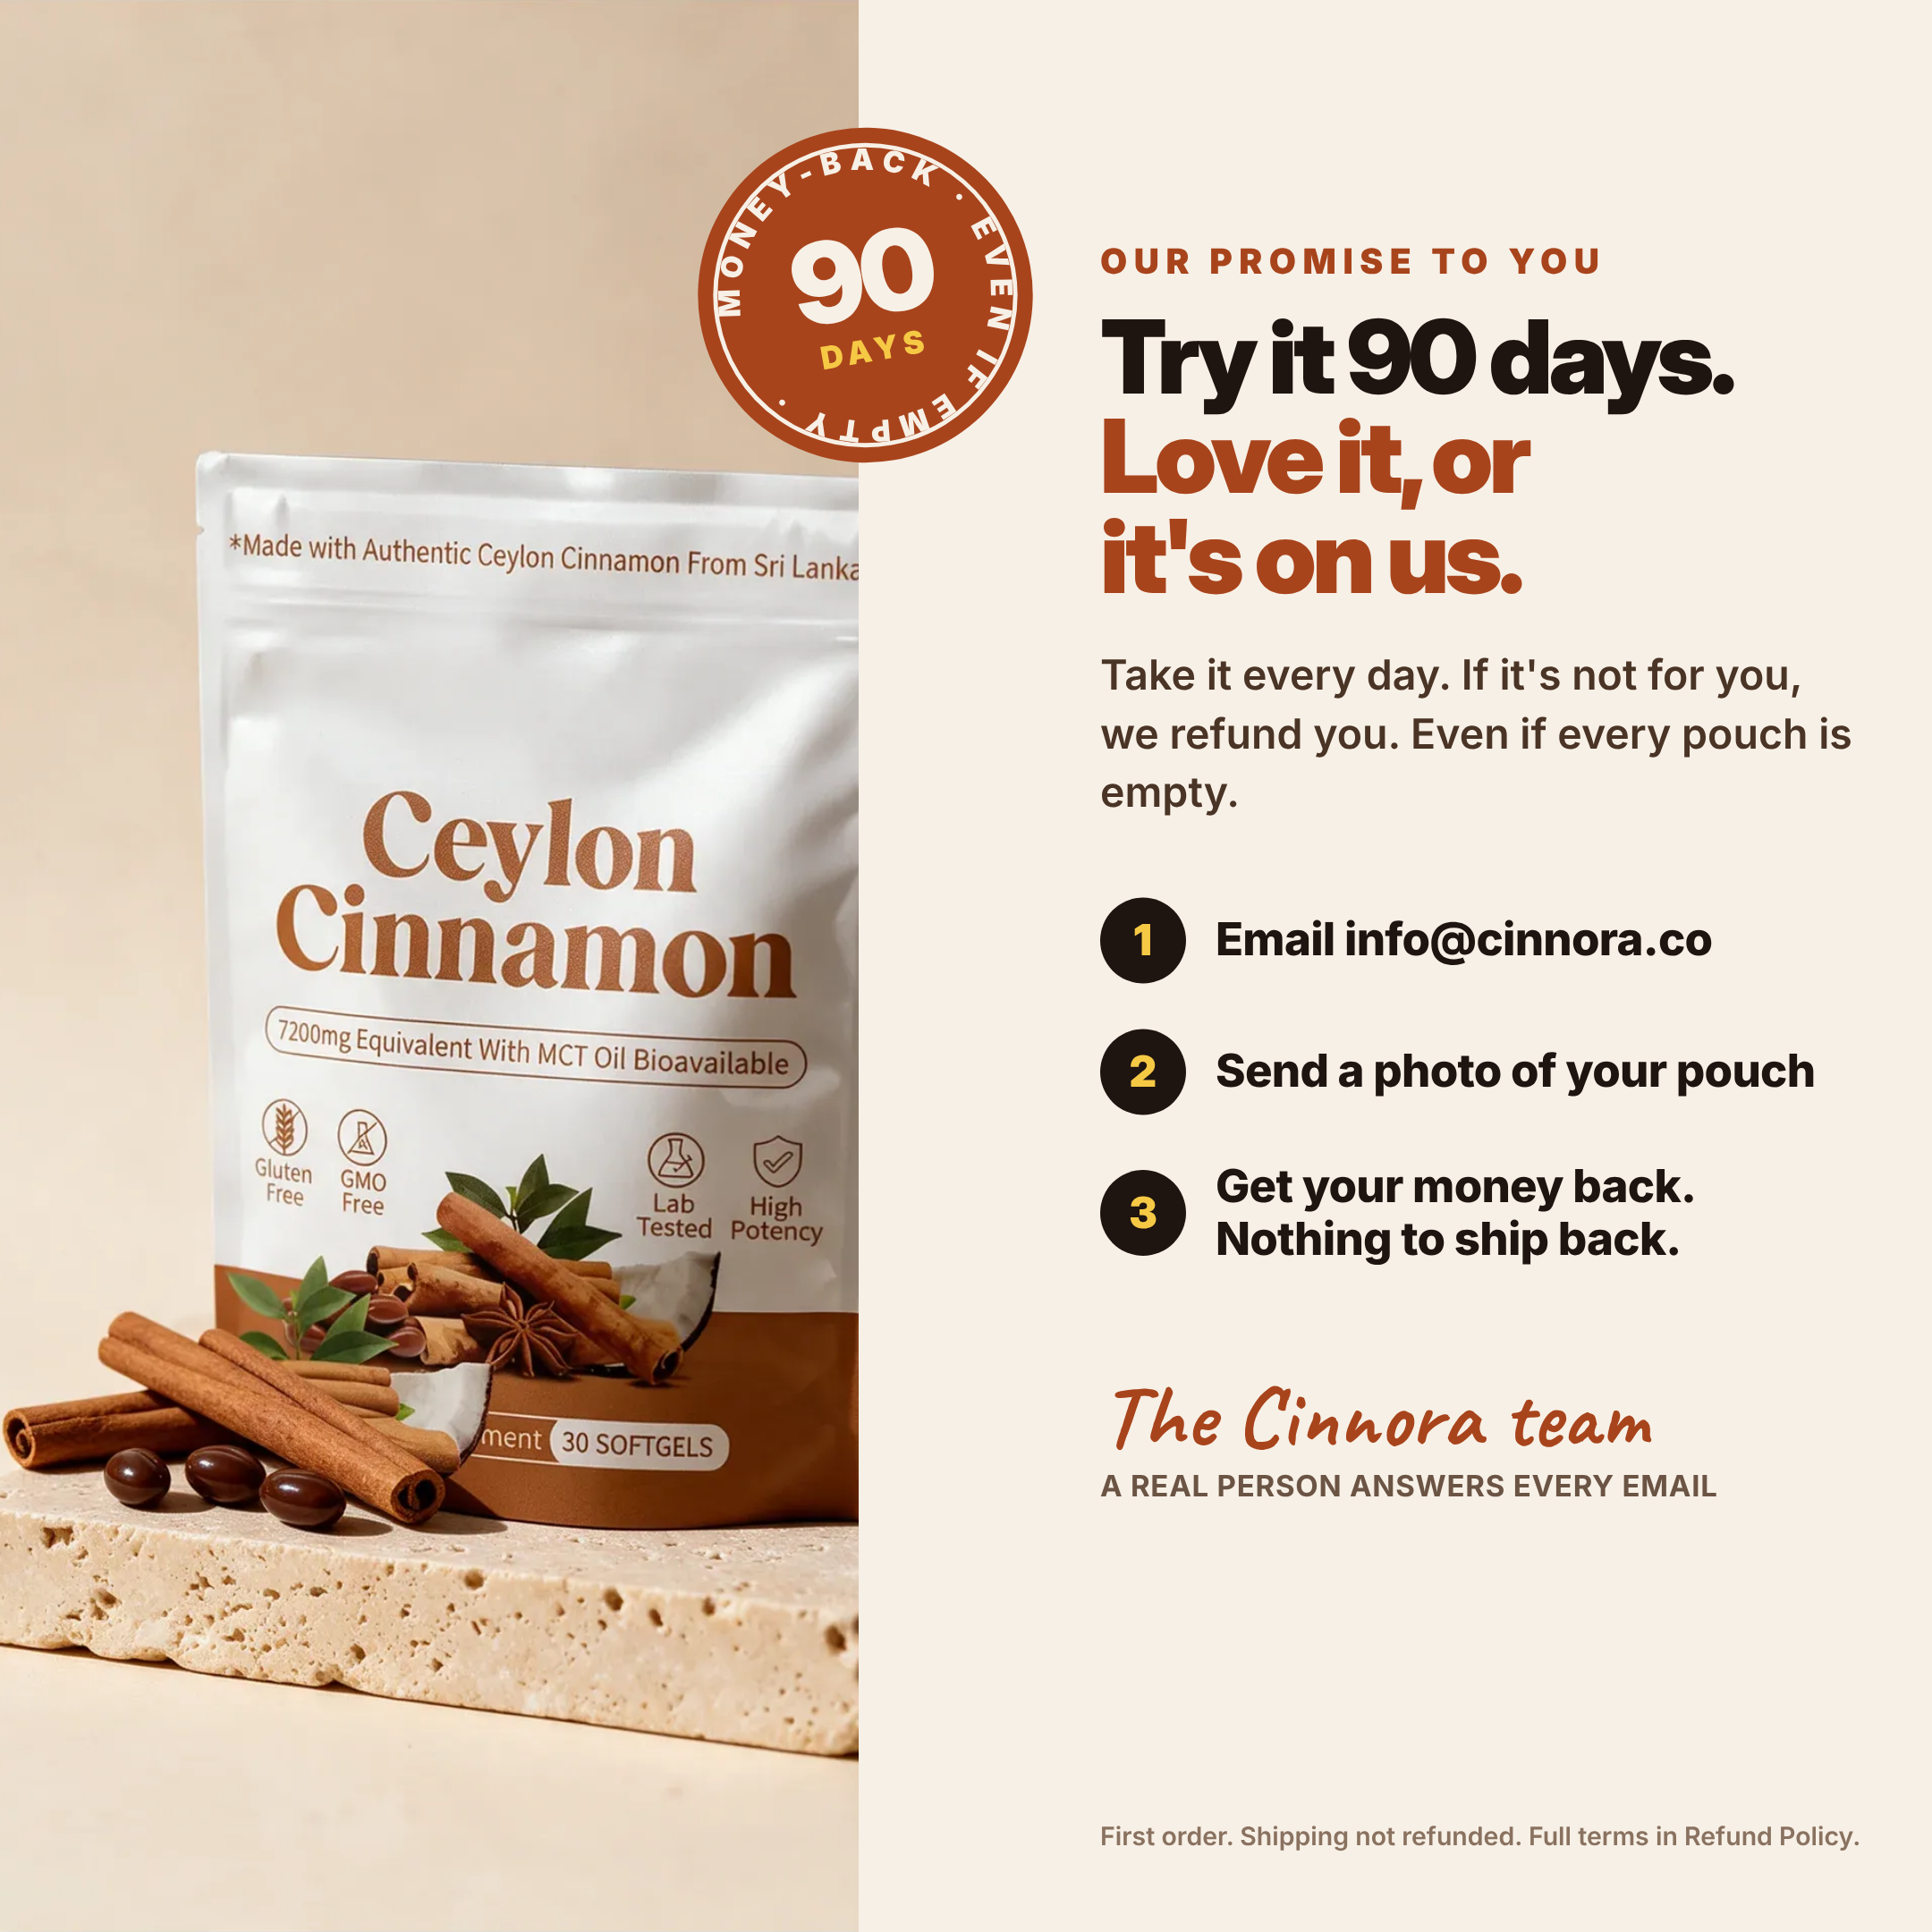 MONEY-BACK · EVEN IF EMPTY ·
90
DAYS
*Made with Authentic Ceylon Cinnamon From Sri Lanka
Ceylon
Cinnamon
7200mg Equivalent With MCT Oil Bioavailable
Gluten
Free
GMO
Free
Lab
Tested
High
Potency
30 SOFTGELS
OUR PROMISE TO YOU
Try it 90 days.
Love it, or
it's on us.
Take it every day. If it's not for you,
we refund you. Even if every pouch is
empty.
1 Email info@cinnora.co
2 Send a photo of your pouch
3 Get your money back.
Nothing to ship back.
The Cinnora team
A REAL PERSON ANSWERS EVERY EMAIL
First order. Shipping not refunded. Full terms in Refund Policy.